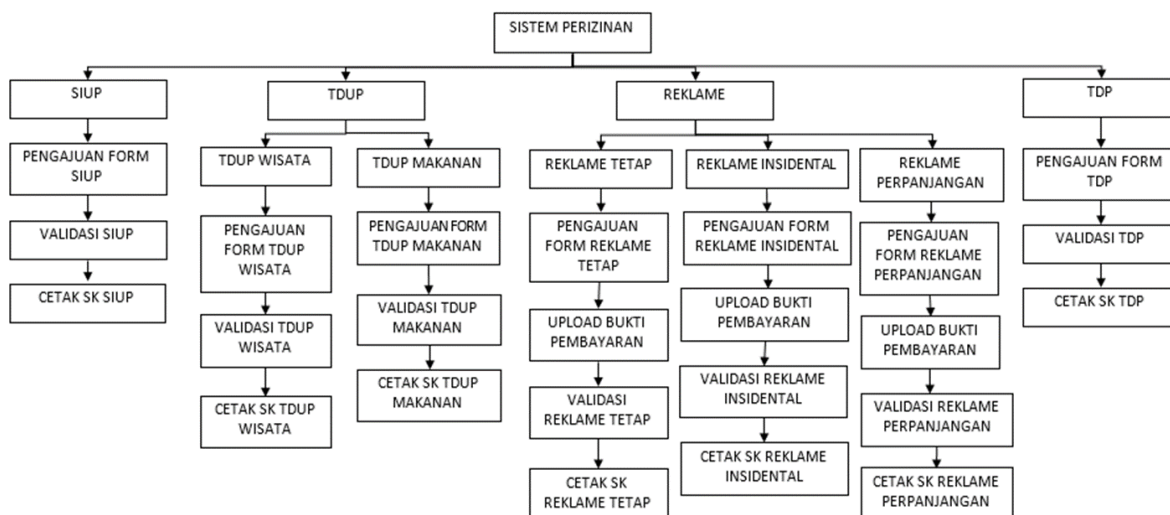 SISTEM PERIZINAN
SIUP
TDUP
REKLAME
TDP
PENGAJUAN FORM
SIUP
VALIDASI SIUP
CETAK SK SIUP
TDUP WISATA
PENGAJUAN
FORM TDUP
WISATA
VALIDASI TDUP
WISATA
CETAK SK TDUP
WISATA
TDUP MAKANAN
PENGAJUAN FORM
TDUP MAKANAN
VALIDASI TDUP
MAKANAN
CETAK SK TDUP
MAKANAN
REKLAME TETAP
PENGAJUAN
FORM REKLAME
TETAP
UPLOAD BUKTI
PEMBAYARAN
VALIDASI
REKLAME TETAP
CETAK SK
REKLAME TETAP
REKLAME INSIDENTAL
PENGAJUAN FORM
REKLAME INSIDENTAL
UPLOAD BUKTI
PEMBAYARAN
VALIDASI REKLAME
INSIDENTAL
CETAK SK REKLAME
INSIDENTAL
REKLAME
PERPANJANGAN
PENGAJUAN
FORM REKLAME
PERPANJANGAN
UPLOAD BUKTI
PEMBAYARAN
VALIDASI REKLAME
PERPANJANGAN
CETAK SK REKLAME
PERPANJANGAN
PENGAJUAN FORM
TDP
VALIDASI TDP
CETAK SK TDP